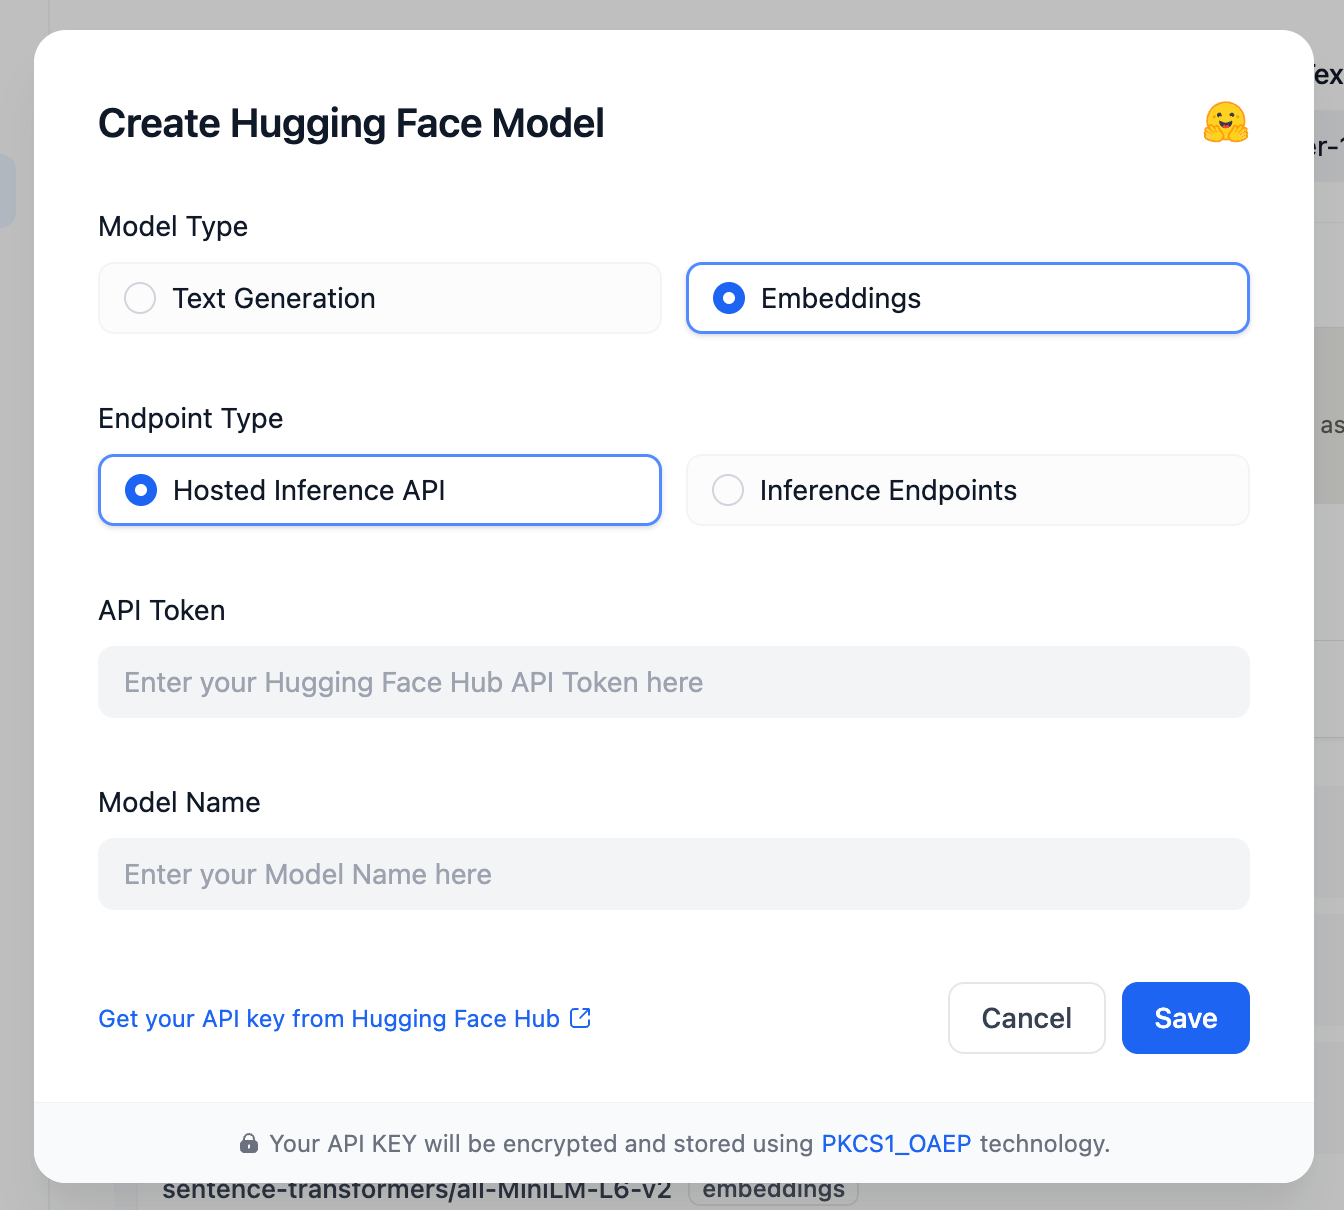 Create Hugging Face Model
Model Type
Text Generation
Embeddings
Endpoint Type
Hosted Inference API
Inference Endpoints
as
API Token
Enter your Hugging Face Hub API Token here
Model Name
Enter your Model Name here
Get your API key from Hugging Face Hub
Cancel
Save
Your API KEY will be encrypted and stored using PKCS1_OAEP technology.
sentence-transformers/all-MiniLM-L6-v2
embeddings